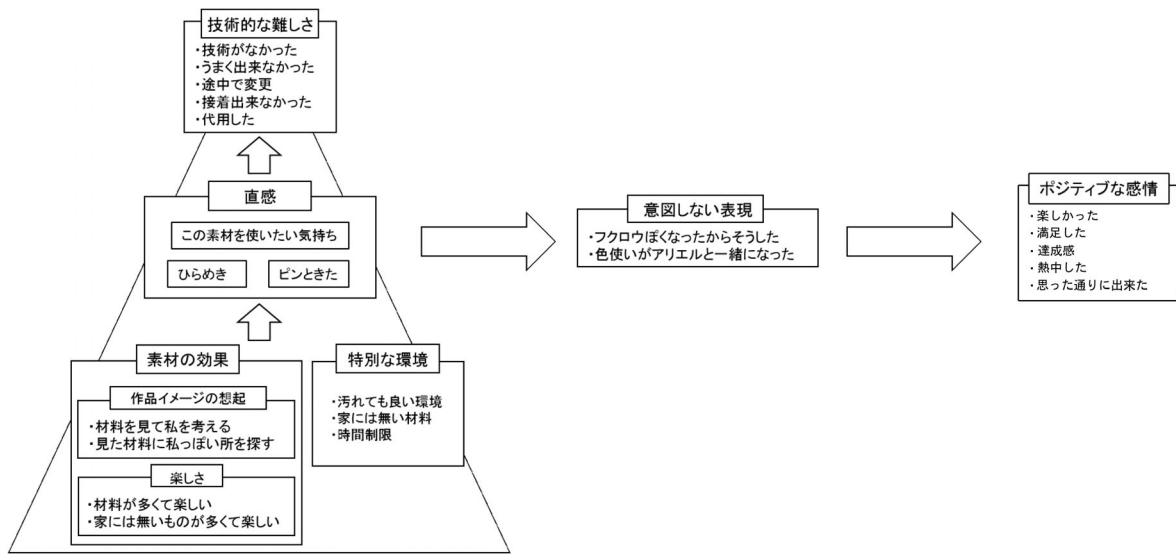 技術的な難しさ
・技術がなかった
・うまく出来なかった
・途中で変更
・接着出来なかった
・代用した
直感
この素材を使いたい気持ち
ひらめき
ピンときた
素材の効果
作品イメージの想起
・材料を見て私を考える
・見た材料に私っぽい所を探す
楽しさ
・材料が多くて楽しい
・家には無いものが多くて楽しい
特別な環境
・汚れても良い環境
・家には無い材料
・時間制限
意図しない表現
・フクロウぽくなったからそうした
・色使いがアリエルと一緒になった
ポジティブな感情
・楽しかった
・満足した
・達成感
・熱中した
・思った通りに出来た